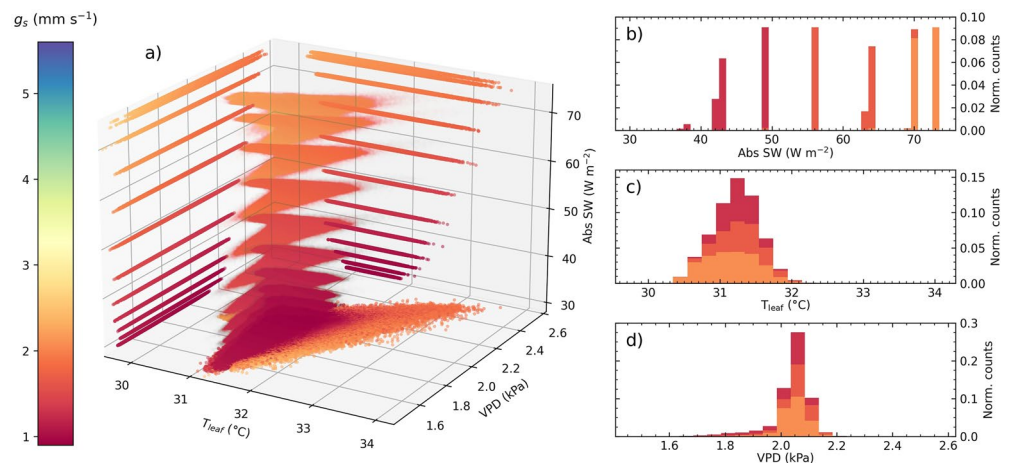 g_s (mm s⁻¹)
5
4
3
2
1
a)
70
60
50
40
30
Abs SW (W m⁻²)
2.6
2.4
2.2
2.0
1.8
1.6
VPD (kPa)
30
31
32
33
34
T_leaf (°C)
b)
0.10
0.08
0.06
0.04
0.02
0.00
Norm. counts
30 40 50 60 70
Abs SW (W m⁻²)
c)
0.15
0.10
0.05
0.00
Norm. counts
30 31 32 33 34
T_leaf (°C)
d)
0.3
0.2
0.1
0.0
Norm. counts
1.6 1.8 2.0 2.2 2.4 2.6
VPD (kPa)